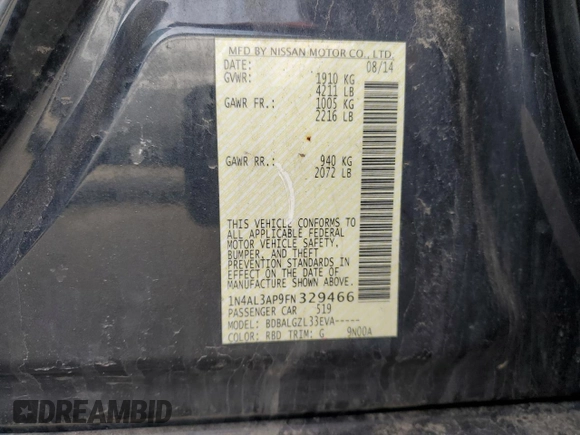 MFD BY NISSAN MOTOR CO., LTD.
DATE: 08/14
GVWR: 1910 KG
4211 LB
GAWR FR.: 1005 KG
2216 LB
GAWR RR.: 940 KG
2072 LB
THIS VEHICLE CONFORMS TO
ALL APPLICABLE FEDERAL
MOTOR VEHICLE SAFETY,
BUMPER, AND THEFT
PREVENTION STANDARDS IN
EFFECT ON THE DATE OF
MANUFACTURE SHOWN ABOVE.
1N4AL3AP9FN329466
PASSENGER CAR 519
MODEL: BDBALGZL33EVA-----
COLOR: RBD TRIM: G 9N00A
DREAMBID